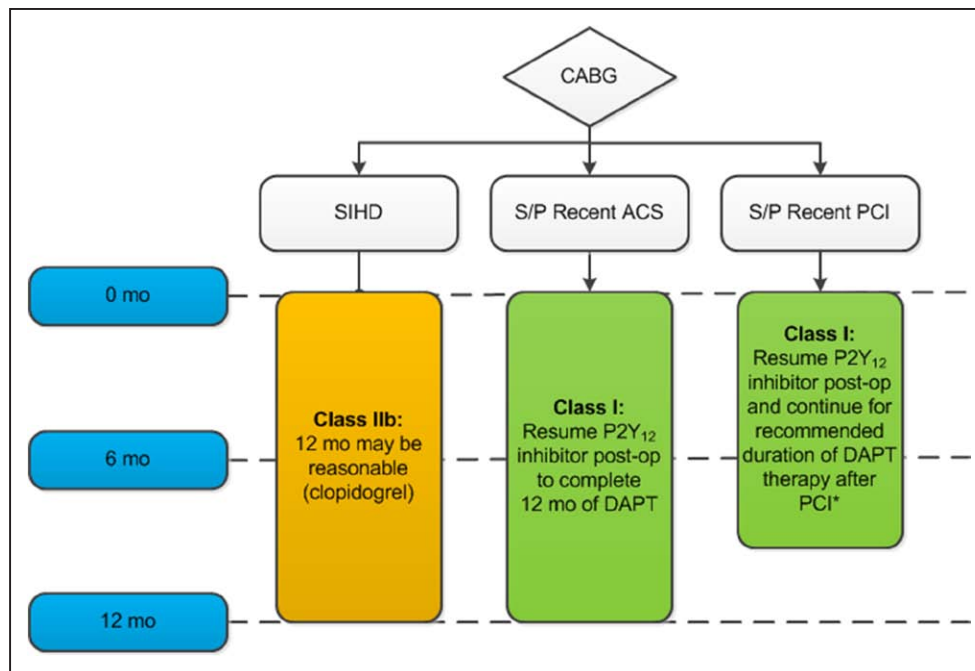 CABG
SIHD
S/P Recent ACS
S/P Recent PCI
0 mo
6 mo
12 mo
Class IIb:
12 mo may be
reasonable
(clopidogrel)
Class I:
Resume P2Y₁₂
inhibitor post-op
to complete
12 mo of DAPT
Class I:
Resume P2Y₁₂
inhibitor post-op
and continue for
recommended
duration of DAPT
therapy after
PCI*